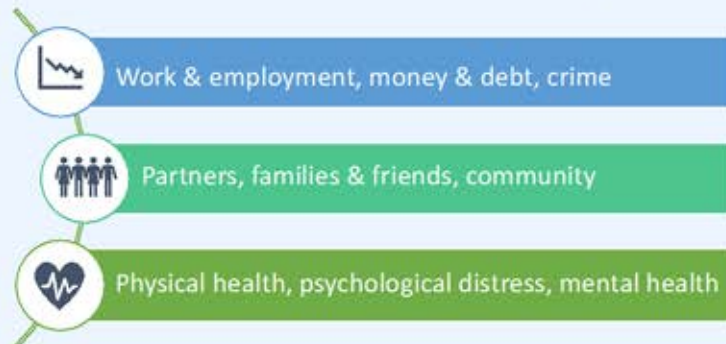 Work & employment, money & debt, crime
Partners, families & friends, community
Physical health, psychological distress, mental health